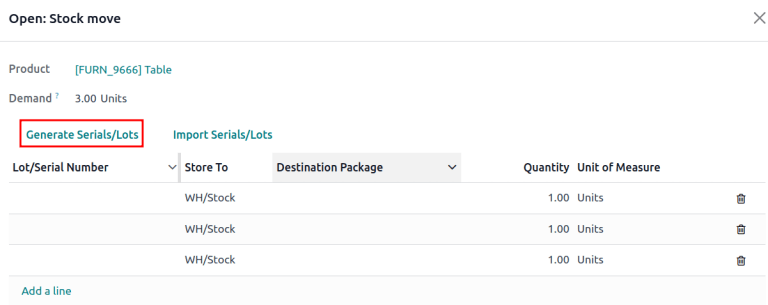 Open: Stock move
Product [FURN_9666] Table
Demand ? 3.00 Units
Generate Serials/Lots Import Serials/Lots
Lot/Serial Number Store To Destination Package Quantity Unit of Measure
WH/Stock 1.00 Units
WH/Stock 1.00 Units
WH/Stock 1.00 Units
Add a line